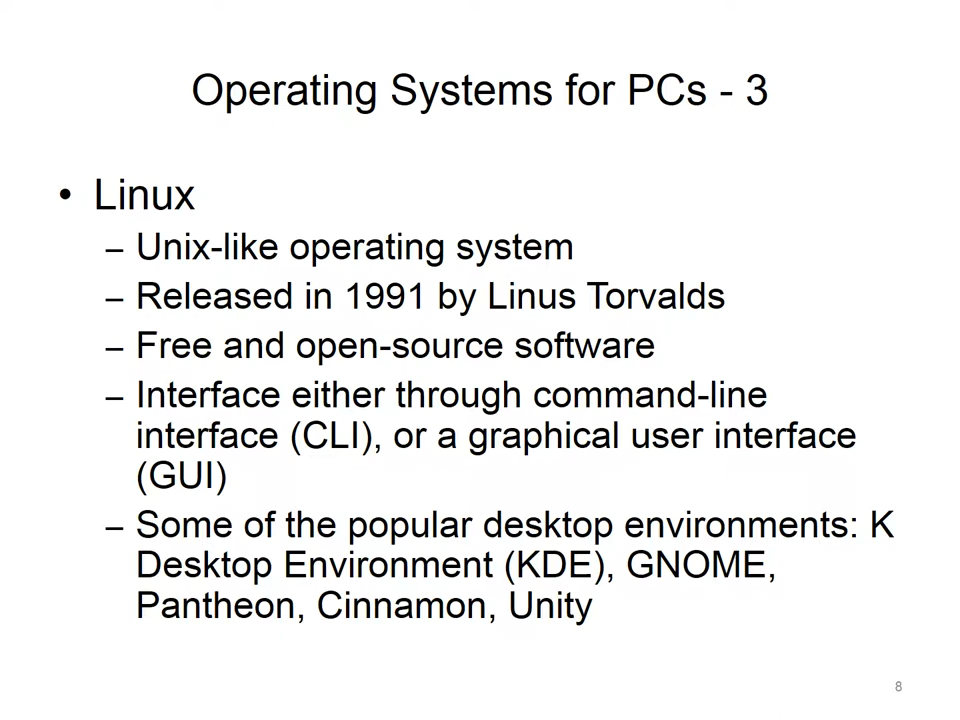 Operating Systems for PCs - 3
• Linux
– Unix-like operating system
– Released in 1991 by Linus Torvalds
– Free and open-source software
– Interface either through command-line
interface (CLI), or a graphical user interface
(GUI)
– Some of the popular desktop environments: K
Desktop Environment (KDE), GNOME,
Pantheon, Cinnamon, Unity
8